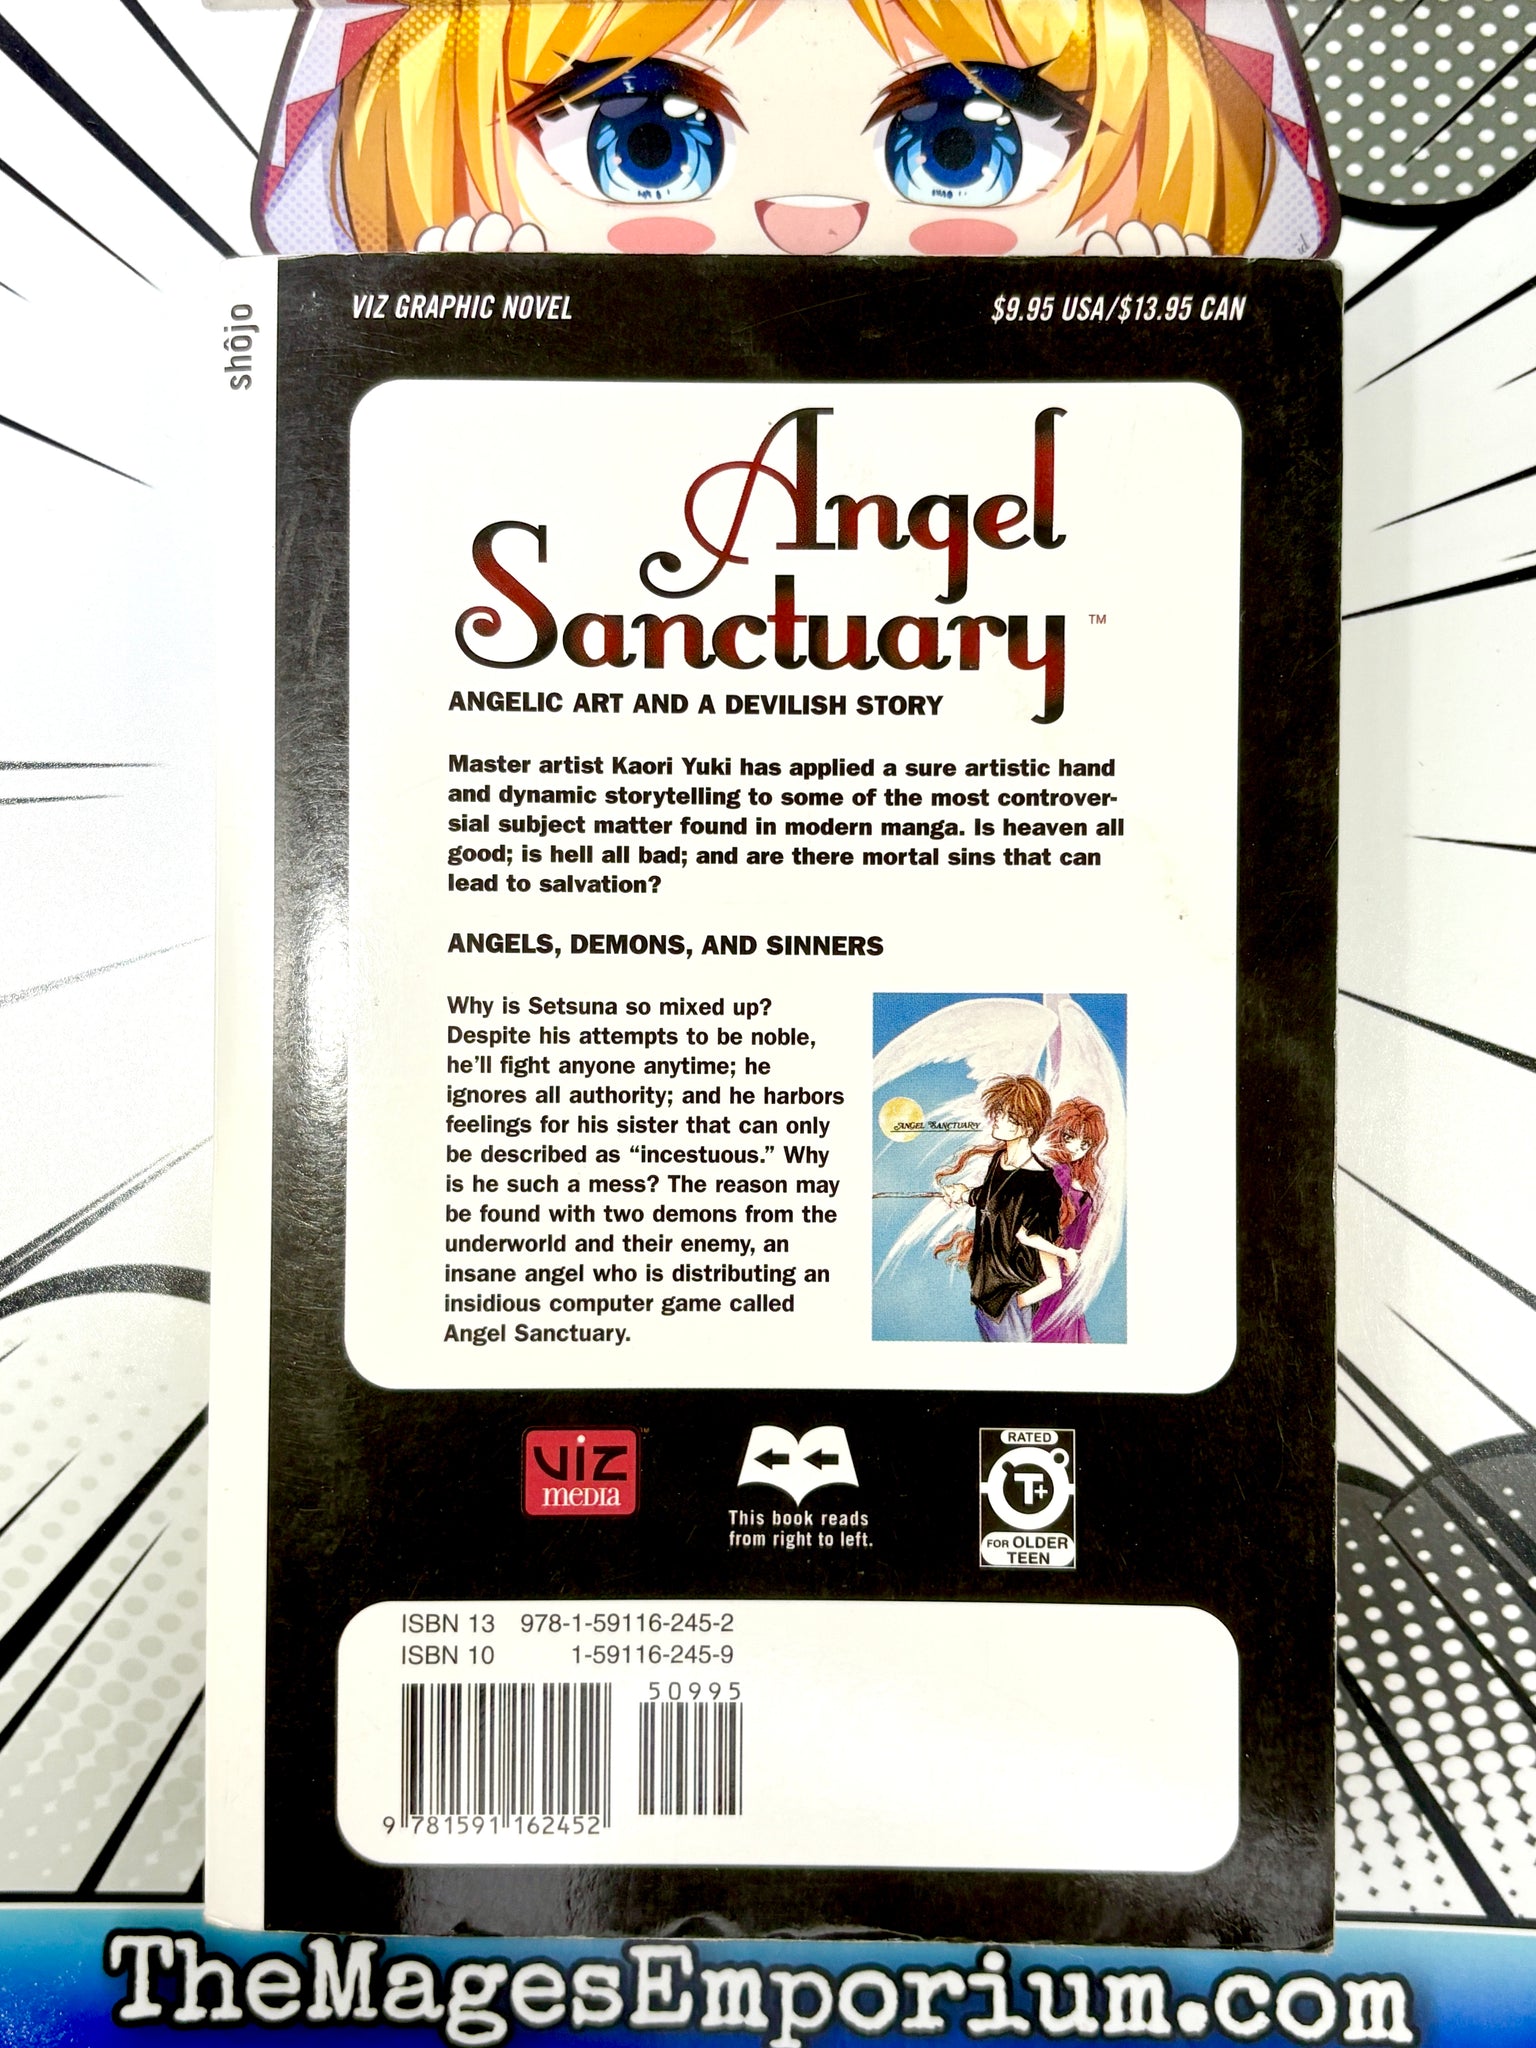 shôjo
VIZ GRAPHIC NOVEL
$9.95 USA/$13.95 CAN
Angel
Sanctuary™
ANGELIC ART AND A DEVILISH STORY
Master artist Kaori Yuki has applied a sure artistic hand
and dynamic storytelling to some of the most controver-
sial subject matter found in modern manga. Is heaven all
good; is hell all bad; and are there mortal sins that can
lead to salvation?
ANGELS, DEMONS, AND SINNERS
Why is Setsuna so mixed up?
Despite his attempts to be noble,
he'll fight anyone anytime; he
ignores all authority; and he harbors
feelings for his sister that can only
be described as “incestuous.” Why
is he such a mess? The reason may
be found with two demons from the
underworld and their enemy, an
insane angel who is distributing an
insidious computer game called
Angel Sanctuary.
ANGEL SANCTUARY
VIZ™
MEDIA
This book reads
from right to left.
RATED
T+
FOR OLDER
TEEN
ISBN 13 978-1-59116-245-2
ISBN 10 1-59116-245-9
50995
9 781591 162452
TheMagesEmporium.com